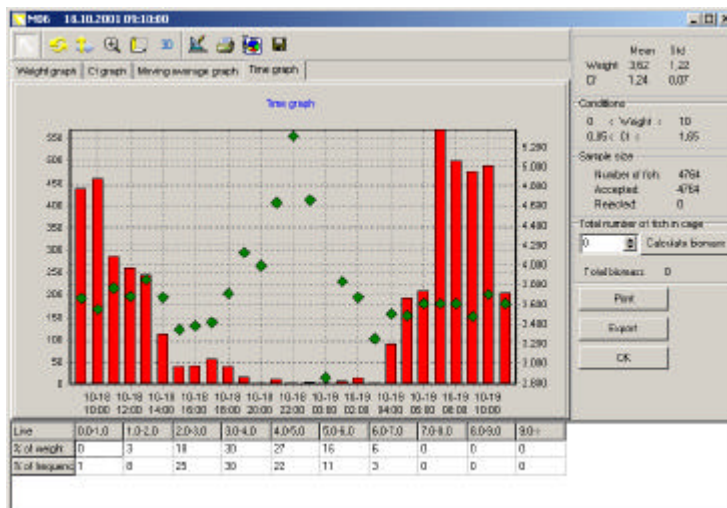 M06 18.10.2001 09:10:00
3D
Weight graph Cf graph Moving average graph Time graph
Time graph
550
500
450
400
350
300
250
200
150
100
50
0
5.200
5.000
4.800
4.600
4.400
4.200
4.000
3.800
3.600
3.400
3.200
3.000
2.800
10-18 10-18 10-18 10-18 10-18 10-18 10-18 10-19 10-19 10-19 10-19 10-19 10-19
10:00 12:00 14:00 16:00 18:00 20:00 22:00 00:00 02:00 04:00 06:00 08:00 10:00
Mean Std
Weight 3,62 1,22
Cf 1,24 0,07
Conditions
0 < Weight < 10
0,85 < Cf < 1,65
Sample size
Number of fish: 4764
Accepted: 4764
Rejected: 0
Total number of fish in cage
0 Calculate biomass
Total biomass: 0
Print
Export
OK
Live 0.0-1.0 1.0-2.0 2.0-3.0 3.0-4.0 4.0-5.0 5.0-6.0 6.0-7.0 7.0-8.0 8.0-9.0 9.0->
% of weight 0 3 18 30 27 16 6 0 0 0
% of frequenc 1 8 25 30 22 11 3 0 0 0